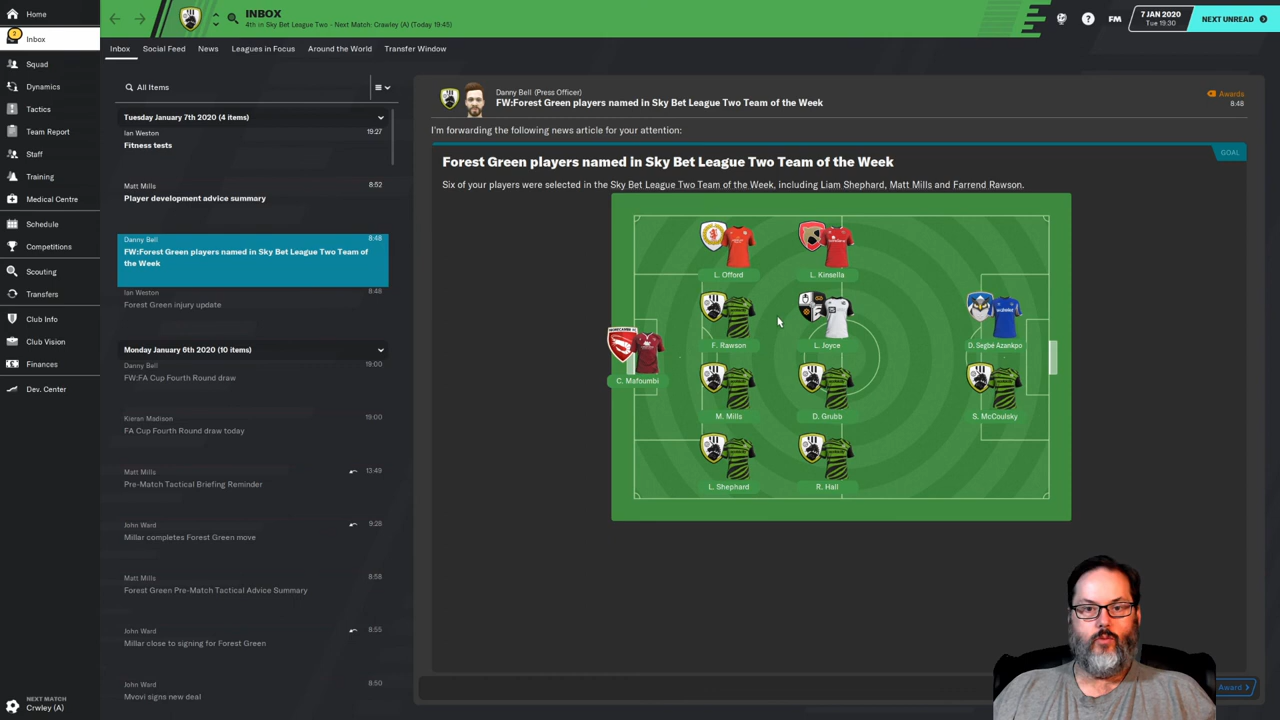 Home
INBOX
4th in Sky Bet League Two - Next Match: Crawley (A) (Today 19:45)
FM
7 JAN 2020
Tue 19:30
NEXT UNREAD
2
Inbox
Inbox
Social Feed
News
Leagues in Focus
Around the World
Transfer Window
Squad
Dynamics
Tactics
Team Report
Staff
Training
Medical Centre
Schedule
Competitions
Scouting
Transfers
Club Info
Club Vision
Finances
Dev. Center
NEXT MATCH
Crwley (A)
All Items
Tuesday January 7th 2020 (4 items)
Ian Weston
19:27
Fitness tests
Matt Mills
8:52
Player development advice summary
Danny Bell
8:48
FW:Forest Green players named in Sky Bet League Two Team of
the Week
Ian Weston
8:48
Forest Green injury update
Monday January 6th 2020 (10 items)
Danny Bell
19:00
FW:FA Cup Fourth Round draw
Kieran Madison
19:00
FA Cup Fourth Round draw today
Matt Mills
13:49
Pre-Match Tactical Briefing Reminder
John Ward
9:28
Millar completes Forest Green move
Matt Mills
8:58
Forest Green Pre-Match Tactical Advice Summary
John Ward
8:55
Millar close to signing for Forest Green
John Ward
8:50
Mvovi signs new deal
Danny Bell (Press Officer)
FW:Forest Green players named in Sky Bet League Two Team of the Week
Awards
8:48
I'm forwarding the following news article for your attention:
GOAL
Forest Green players named in Sky Bet League Two Team of the Week
Six of your players were selected in the Sky Bet League Two Team of the Week, including Liam Shephard, Matt Mills and Farrend Rawson.
L. Offord
L. Kinsella
F. Rawson
L. Joyce
D. Segbé Azankpo
C. Mafoumbi
M. Mills
D. Grubb
S. McCoulsky
L. Shephard
R. Hall
Award